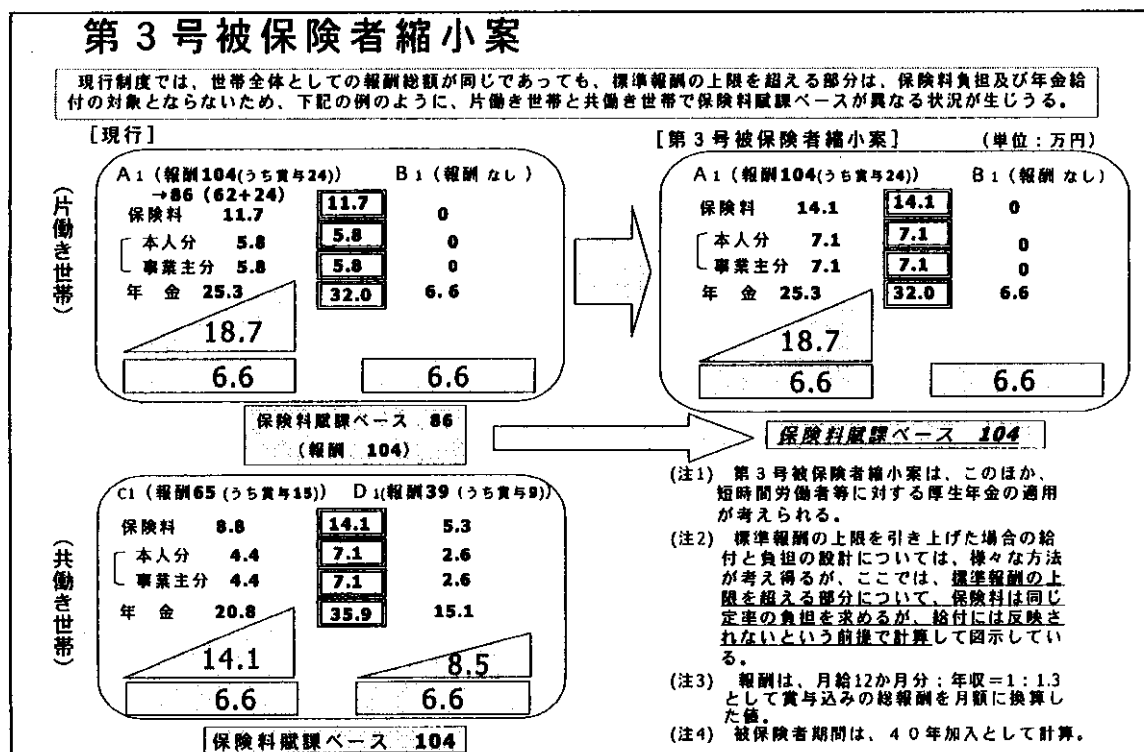 第3号被保険者縮小案
現行制度では、世帯全体としての報酬総額が同じであっても、標準報酬の上限を超える部分は、保険料負担及び年金給
付の対象とならないため、下記の例のように、片働き世帯と共働き世帯で保険料賦課ベースが異なる状況が生じうる。
[現行]
片働き世帯
A1(報酬104(うち賞与24)) B1(報酬 なし)
→86(62+24)
保険料 11.7 11.7 0
本人分 5.8 5.8 0
事業主分 5.8 5.8 0
年 金 25.3 32.0 6.6
18.7
6.6 6.6
保険料賦課ベース 86
(報酬 104)
[第3号被保険者縮小案] (単位:万円)
A1(報酬104(うち賞与24)) B1(報酬 なし)
保険料 14.1 14.1 0
本人分 7.1 7.1 0
事業主分 7.1 7.1 0
年 金 25.3 32.0 6.6
18.7
6.6 6.6
保険料賦課ベース 104
共働き世帯
C1(報酬65(うち賞与15)) D1(報酬39(うち賞与9))
保険料 8.8 14.1 5.3
本人分 4.4 7.1 2.6
事業主分 4.4 7.1 2.6
年 金 20.8 35.9 15.1
14.1 8.5
6.6 6.6
保険料賦課ベース 104
(注1) 第3号被保険者縮小案は、このほか、
短時間労働者等に対する厚生年金の適用
が考えられる。
(注2) 標準報酬の上限を引き上げた場合の給
付と負担の設計については、様々な方法
が考え得るが、ここでは、標準報酬の上
限を超える部分について、保険料は同じ
定率の負担を求めるが、給付には反映さ
れないという前提で計算して図示してい
る。
(注3) 報酬は、月給12か月分:年収=1:1.3
として賞与込みの総報酬を月額に換算し
た値。
(注4) 被保険者期間は、40年加入として計算。